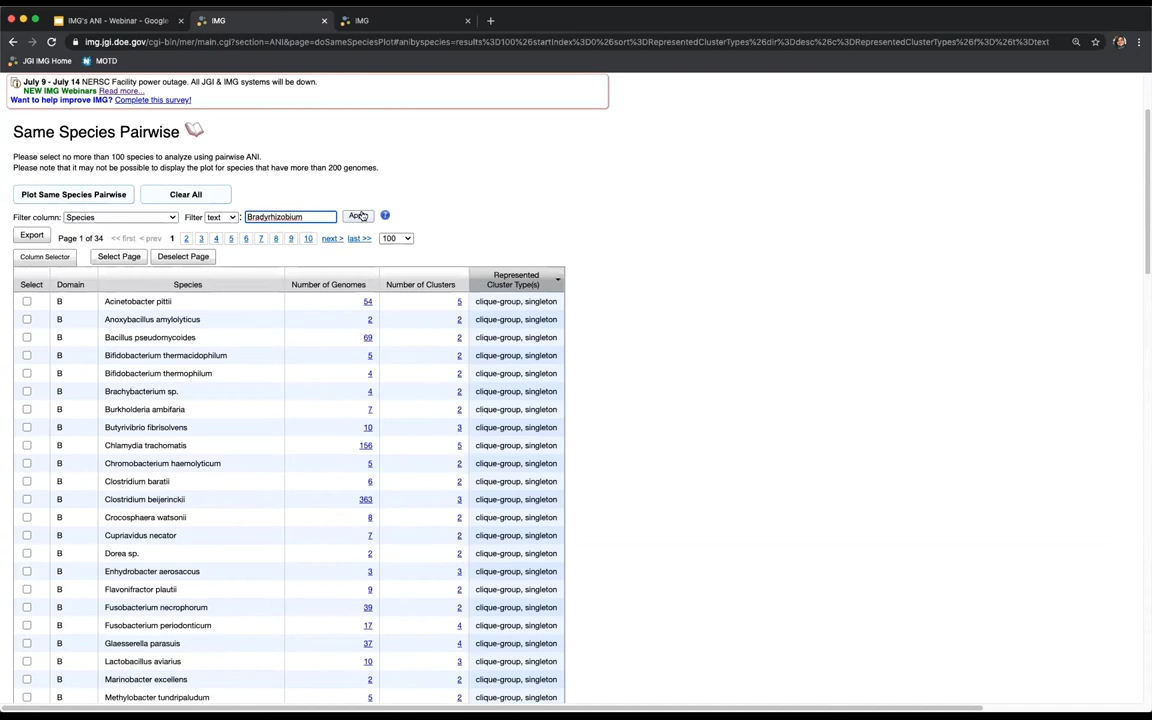 IMG's ANI - Webinar - Google
IMG
IMG
img.jgi.doe.gov/cgi-bin/mer/main.cgi?section=ANI&page=doSameSpeciesPlot#anibyspecies=results%3D100%26startIndex%3D0%26sort%3DRepresentedClusterTypes%26dir%3Ddesc%26c%3DRepresentedClusterTypes%26f%3D%26t%3Dtext
JGI IMG Home
MOTD
July 9 - July 14 NERSC Facility power outage. All JGI & IMG systems will be down.
NEW IMG Webinars Read more...
Want to help improve IMG? Complete this survey!
Same Species Pairwise
Please select no more than 100 species to analyze using pairwise ANI.
Please note that it may not be possible to display the plot for species that have more than 200 genomes.
Plot Same Species Pairwise Clear All
Filter column: Species Filter text : Bradyrhizobium ?
Export Page 1 of 34 << first < prev 1 2 3 4 5 6 7 8 9 10 next > last >> 100
Column Selector Select Page Deselect Page
Select Domain Species Number of Genomes Number of Clusters Represented Cluster Type(s)
B Acinetobacter pittii 54 5 clique-group, singleton
B Anoxybacillus amylolyticus 2 2 clique-group, singleton
B Bacillus pseudomycoides 69 2 clique-group, singleton
B Bifidobacterium thermacidophilum 5 2 clique-group, singleton
B Bifidobacterium thermophilum 4 2 clique-group, singleton
B Brachybacterium sp. 4 2 clique-group, singleton
B Burkholderia ambifaria 7 2 clique-group, singleton
B Butyrivibrio fibrisolvens 10 3 clique-group, singleton
B Chlamydia trachomatis 156 5 clique-group, singleton
B Chromobacterium haemolyticum 5 2 clique-group, singleton
B Clostridium baratii 6 2 clique-group, singleton
B Clostridium beijerinckii 363 3 clique-group, singleton
B Crocosphaera watsonii 8 2 clique-group, singleton
B Cupriavidus necator 7 2 clique-group, singleton
B Dorea sp. 2 2 clique-group, singleton
B Enhydrobacter aerosaccus 3 3 clique-group, singleton
B Flavonifractor plautii 9 2 clique-group, singleton
B Fusobacterium necrophorum 39 2 clique-group, singleton
B Fusobacterium periodonticum 17 4 clique-group, singleton
B Glaesserella parasuis 37 4 clique-group, singleton
B Lactobacillus aviarius 10 3 clique-group, singleton
B Marinobacter excellens 2 2 clique-group, singleton
B Methylobacter tundripaludum 5 2 clique-group, singleton